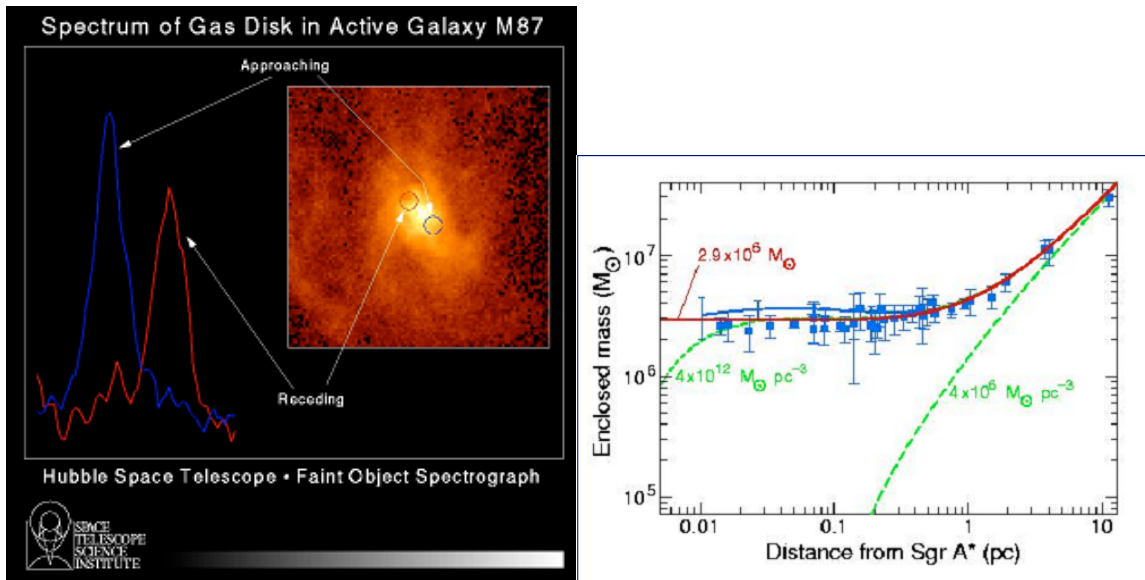 Spectrum of Gas Disk in Active Galaxy M87
Approaching
Receding
Hubble Space Telescope • Faint Object Spectrograph
SPACE
TELESCOPE
SCIENCE
INSTITUTE
Enclosed mass (M☉)
10⁷
10⁶
10⁵
2.9x10⁶ M☉
4x10¹² M☉ pc⁻³
4x10⁶ M☉ pc⁻³
0.01
0.1
1
10
Distance from Sgr A* (pc)